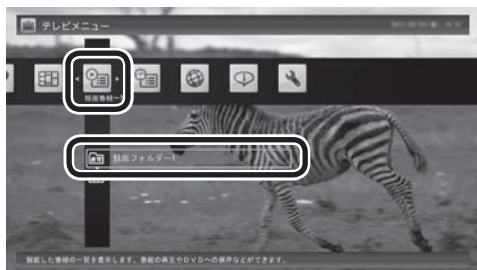 テレビメニュー
録画番組一覧
録画フォルダー1
録画した番組の一覧を表示します。番組の再生やDVDへの保存などができます。